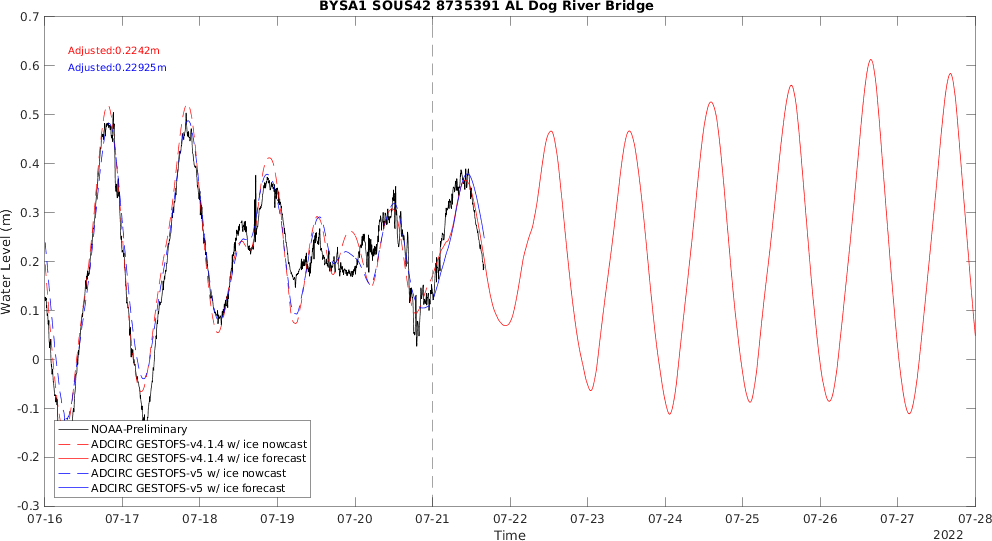 BYSA1 SOUS42 8735391 AL Dog River Bridge
Adjusted:0.2242m
Adjusted:0.22925m
Water Level (m)
0.7
0.6
0.5
0.4
0.3
0.2
0.1
0
-0.1
-0.2
-0.3
NOAA-Preliminary
ADCIRC GESTOFS-v4.1.4 w/ ice nowcast
ADCIRC GESTOFS-v4.1.4 w/ ice forecast
ADCIRC GESTOFS-v5 w/ ice nowcast
ADCIRC GESTOFS-v5 w/ ice forecast
07-16 07-17 07-18 07-19 07-20 07-21 07-22 07-23 07-24 07-25 07-26 07-27 07-28
Time
2022